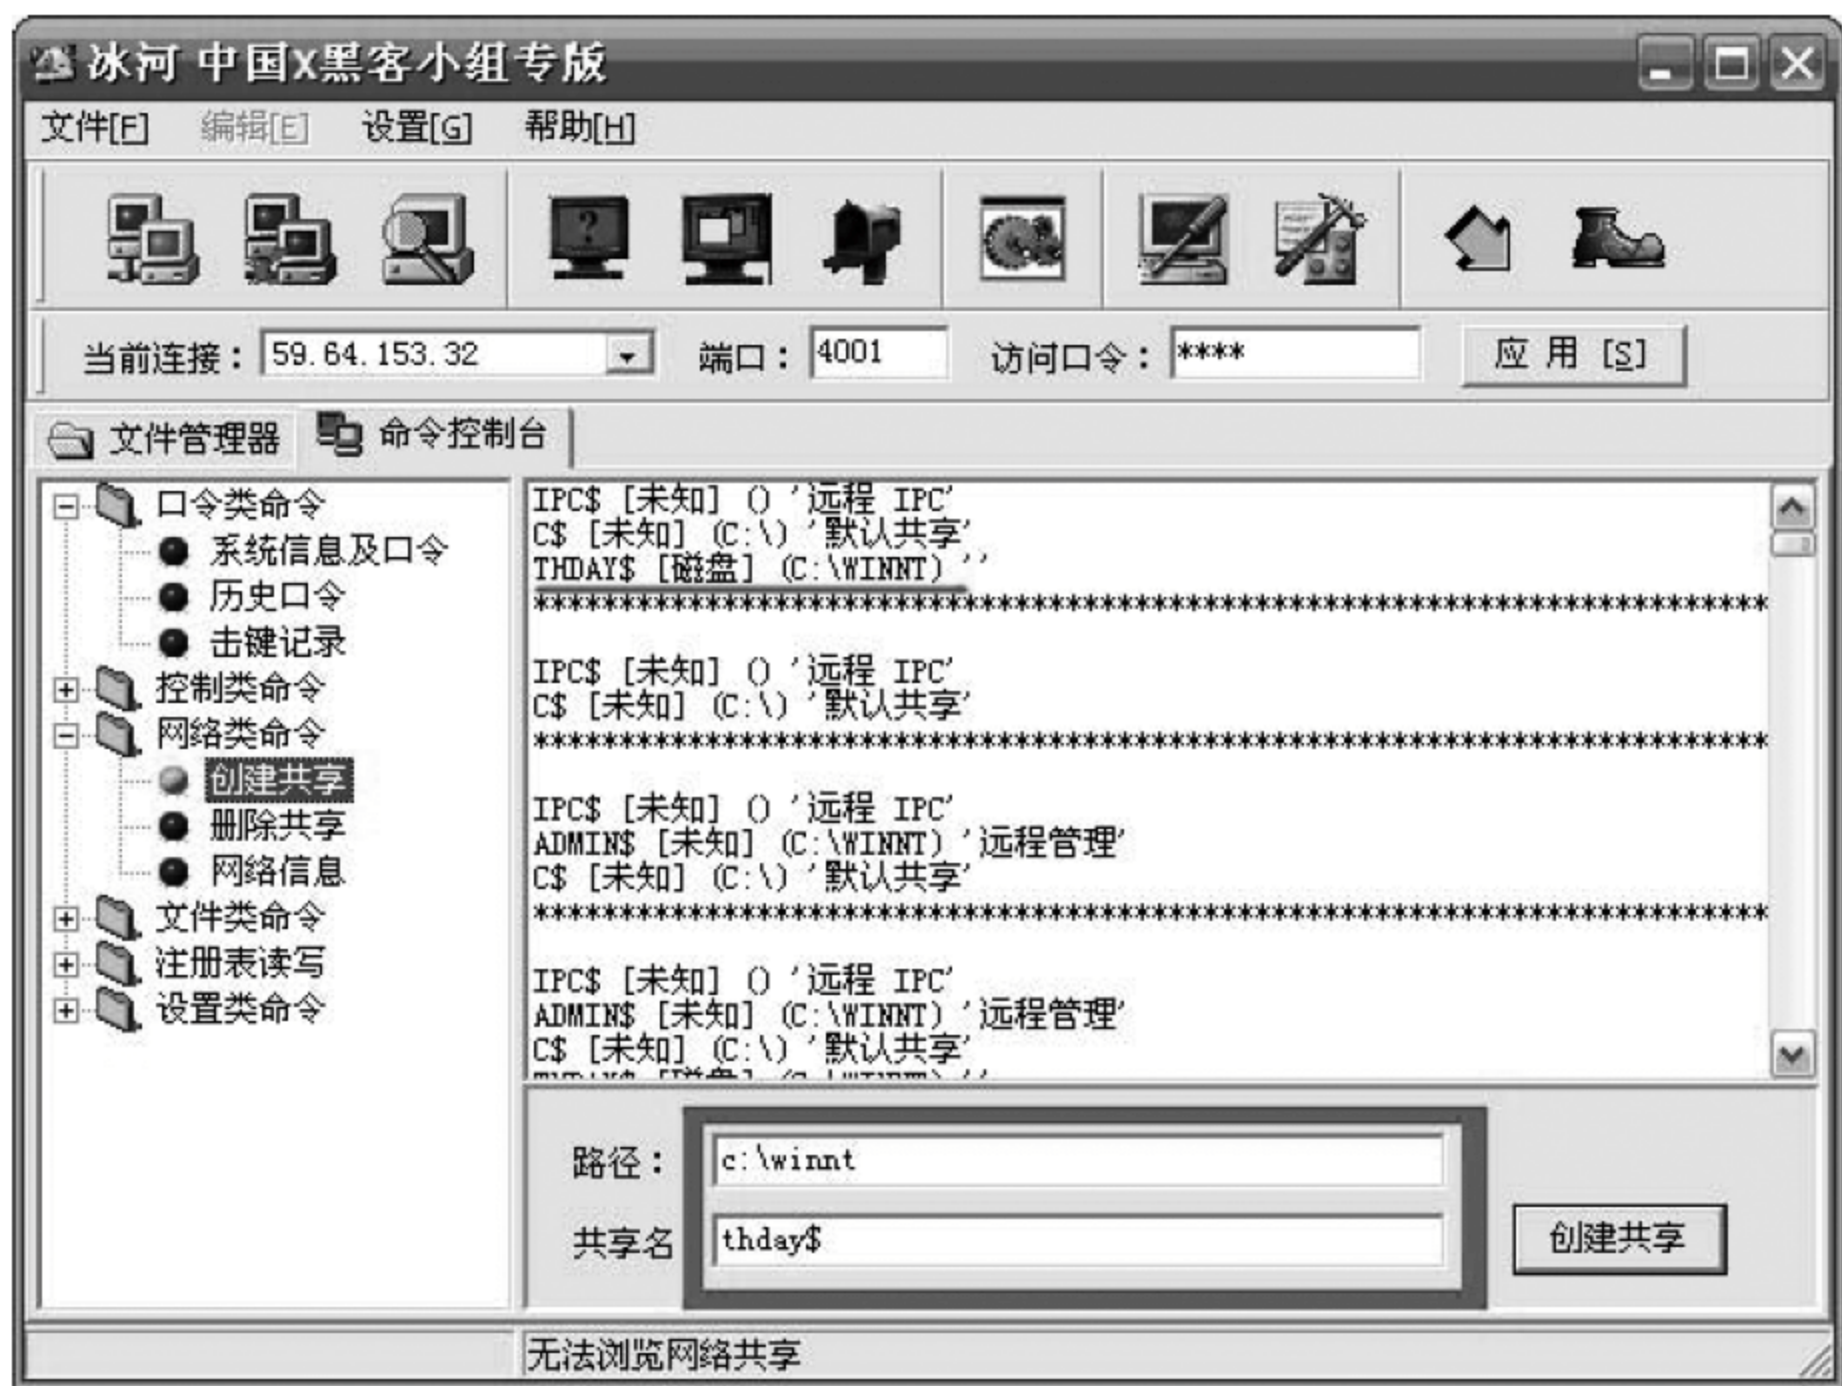 冰河 中国X黑客小组专版
文件[F] 编辑[E] 设置[G] 帮助[H]
当前连接： 59.64.153.32 端口： 4001 访问口令： **** 应 用 [S]
文件管理器 命令控制台
口令类命令
系统信息及口令
历史口令
击键记录
控制类命令
网络类命令
创建共享
删除共享
网络信息
文件类命令
注册表读写
设置类命令
IPC$ [未知] () '远程 IPC'
C$ [未知] (C:\) '默认共享'
THDAY$ [磁盘] (C:\WINNT) ''
************************************************************************
IPC$ [未知] () '远程 IPC'
C$ [未知] (C:\) '默认共享'
************************************************************************
IPC$ [未知] () '远程 IPC'
ADMIN$ [未知] (C:\WINNT) '远程管理'
C$ [未知] (C:\) '默认共享'
************************************************************************
IPC$ [未知] () '远程 IPC'
ADMIN$ [未知] (C:\WINNT) '远程管理'
C$ [未知] (C:\) '默认共享'
路径： c:\winnt
共享名 thday$
创建共享
无法浏览网络共享